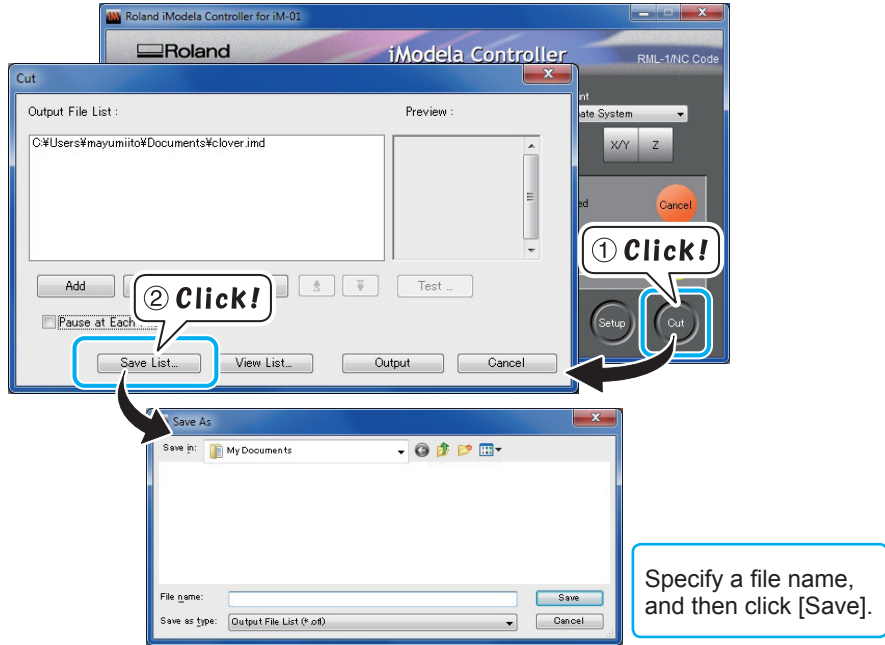 Roland iModela Controller for iM-01
Roland
iModela Controller
RML-1/NC Code
Cut
Output File List :
Preview :
C:¥Users¥mayumiito¥Documents¥clover.imd
ate System
X/Y
Z
Cancel
① Click!
Add
Test ...
② Click!
Pause at Each
Setup
Cut
Save List...
View List...
Output
Cancel
Save As
Save in:
My Documents
File name:
Save
Save as type:
Output File List (*.ofl)
Cancel
Specify a file name,
and then click [Save].